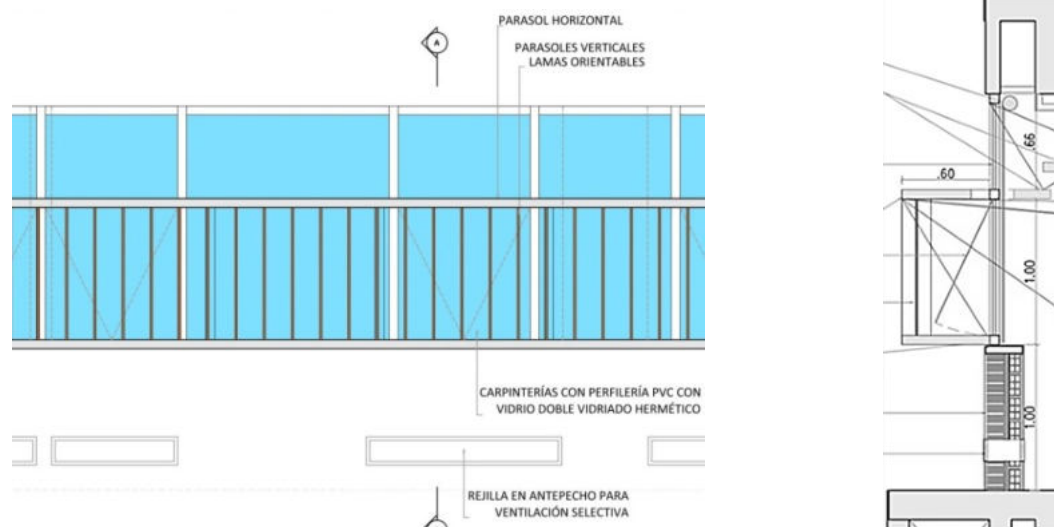 PARASOL HORIZONTAL
PARASOLES VERTICALES
LAMAS ORIENTABLES
A
CARPINTERÍAS CON PERFILERÍA PVC CON
VIDRIO DOBLE VIDRIADO HERMÉTICO
REJILLA EN ANTEPECHO PARA
VENTILACIÓN SELECTIVA
.66
.60
1.00
1.00